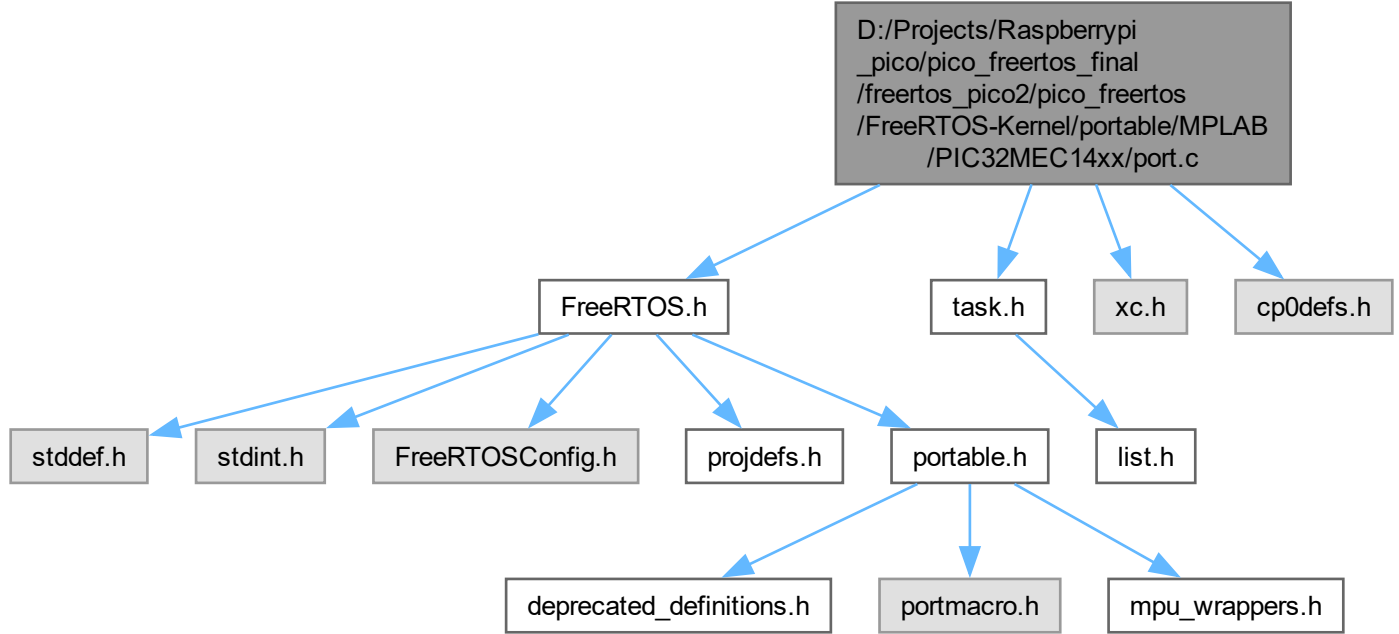 D:/Projects/Raspberrypi
_pico/pico_freertos_final
/freertos_pico2/pico_freertos
/FreeRTOS-Kernel/portable/MPLAB
/PIC32MEC14xx/port.c
FreeRTOS.h
task.h
xc.h
cp0defs.h
stddef.h
stdint.h
FreeRTOSConfig.h
projdefs.h
portable.h
list.h
deprecated_definitions.h
portmacro.h
mpu_wrappers.h